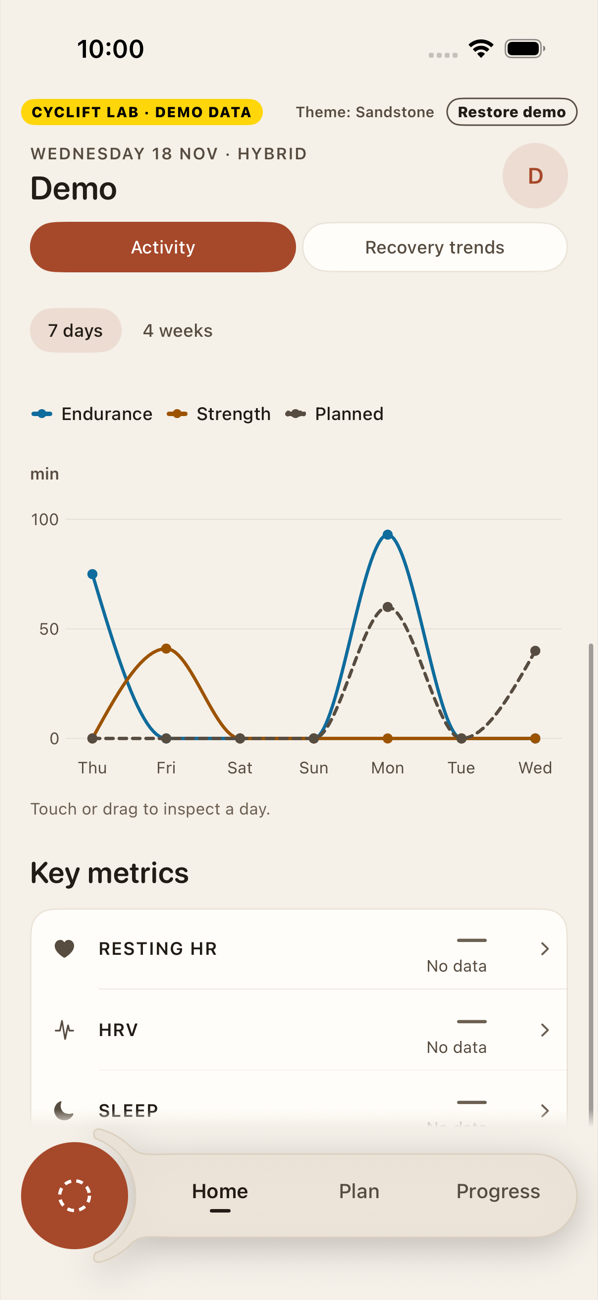 10:00
CYCLIFT LAB · DEMO DATA Theme: Sandstone Restore demo
WEDNESDAY 18 NOV · HYBRID
Demo
D
Activity Recovery trends
7 days 4 weeks
Endurance Strength Planned
min
100
50
0
Thu Fri Sat Sun Mon Tue Wed
Touch or drag to inspect a day.
Key metrics
RESTING HR
No data
HRV
No data
SLEEP
Home Plan Progress